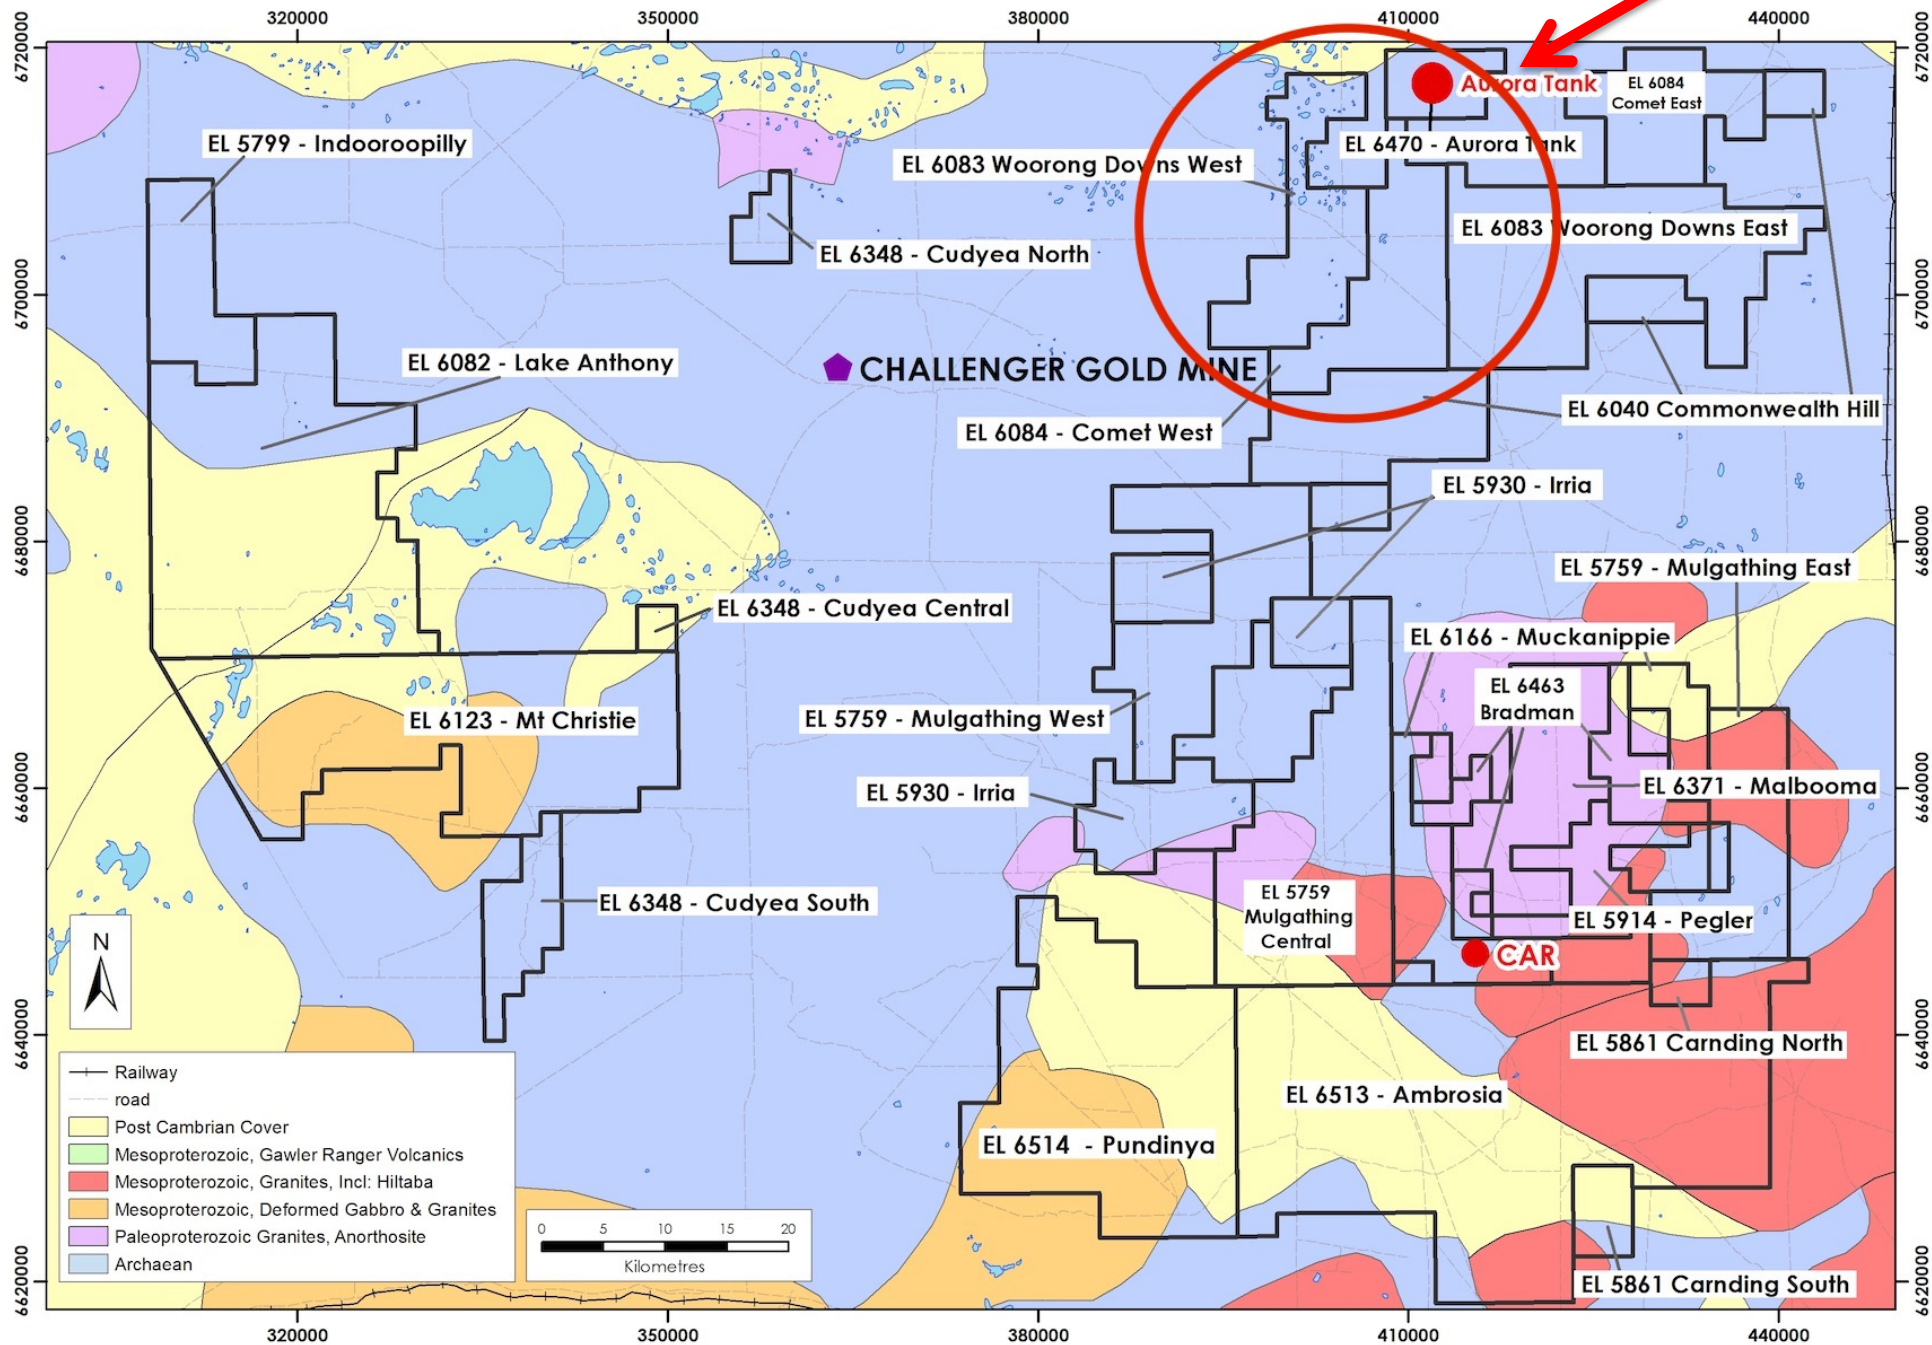 320000
350000
380000
410000
440000
6720000
6700000
6680000
6660000
6640000
6620000
6720000
6700000
6680000
6660000
6640000
6620000
Aurora Tank
EL 6084
Comet East
EL 5799 - Indooroopilly
EL 6470 - Aurora Tank
EL 6083 Woorong Downs West
EL 6083 Woorong Downs East
EL 6348 - Cudyea North
EL 6082 - Lake Anthony
CHALLENGER GOLD MINE
EL 6040 Commonwealth Hill
EL 6084 - Comet West
EL 5930 - Irria
EL 5759 - Mulgathing East
EL 6348 - Cudyea Central
EL 6166 - Muckanippie
EL 6463
Bradman
EL 6123 - Mt Christie
EL 5759 - Mulgathing West
EL 5930 - Irria
EL 6371 - Malbooma
EL 6348 - Cudyea South
EL 5759
Mulgathing
Central
EL 5914 - Pegler
CAR
N
EL 5861 Carnding North
EL 6513 - Ambrosia
EL 6514 - Pundinya
EL 5861 Carnding South
Railway
road
Post Cambrian Cover
Mesoproterozoic, Gawler Ranger Volcanics
Mesoproterozoic, Granites, Incl: Hiltaba
Mesoproterozoic, Deformed Gabbro & Granites
Paleoproterozoic Granites, Anorthosite
Archaean
0 5 10 15 20
Kilometres
320000
350000
380000
410000
440000